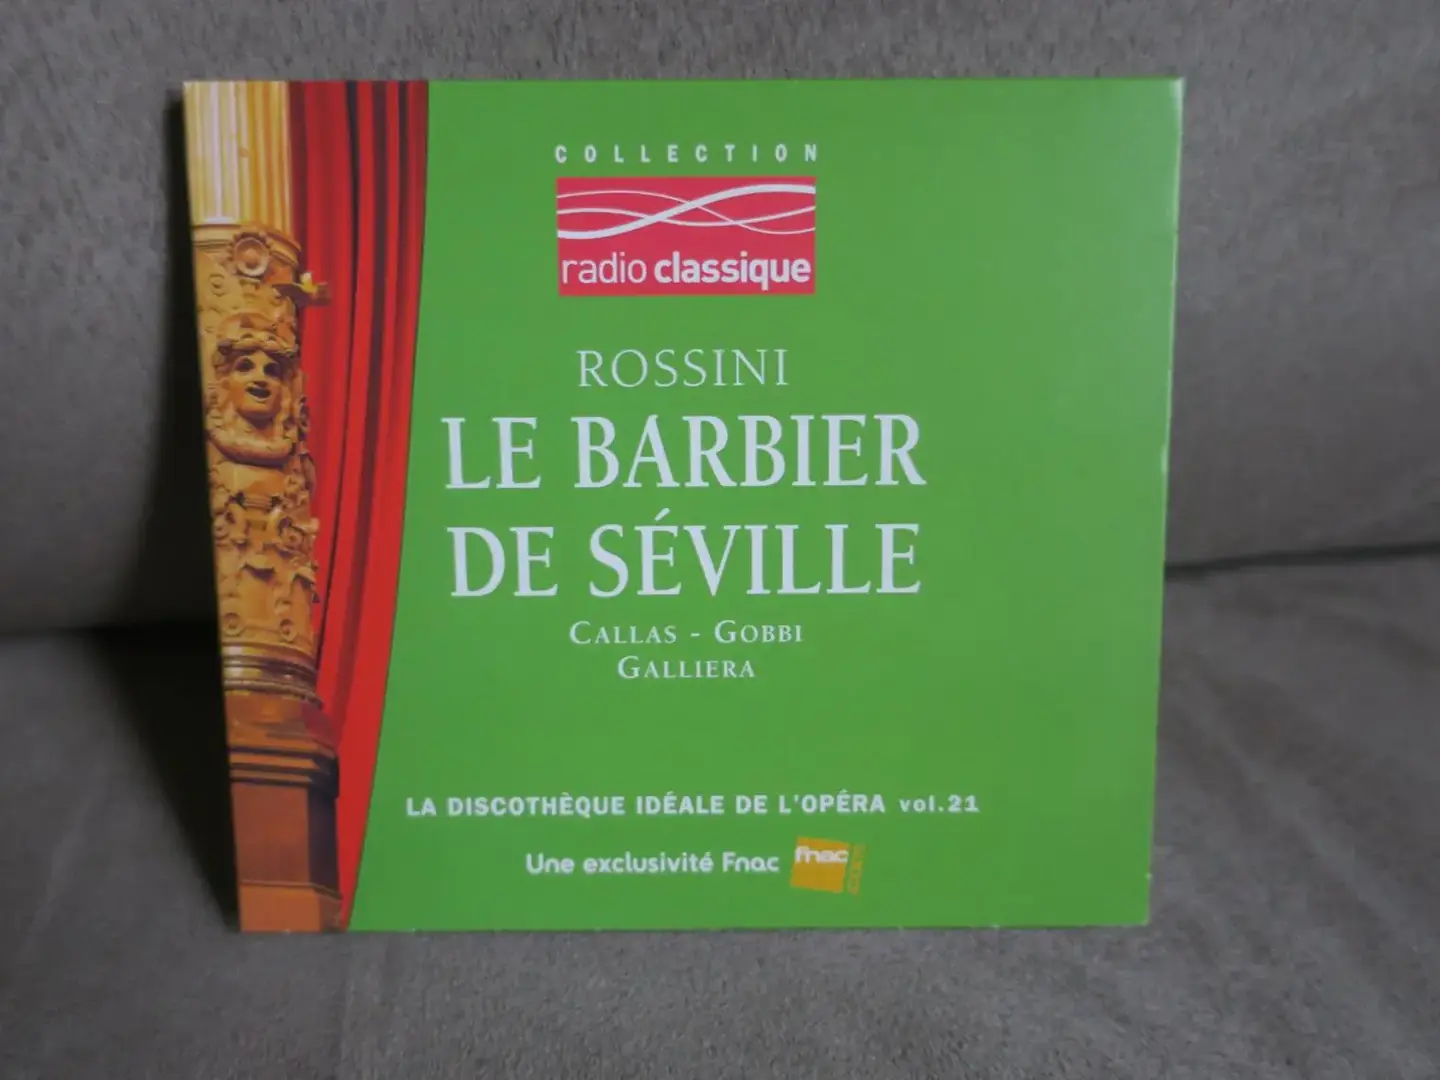 COLLECTION
radio classique
ROSSINI
LE BARBIER
DE SÉVILLE
CALLAS - GOBBI
GALLIERA
LA DISCOTHÈQUE IDÉALE DE L'OPÉRA vol.21
Une exclusivité Fnac fnac